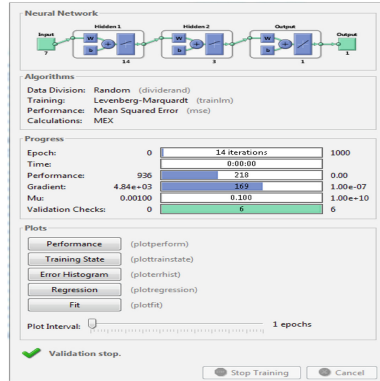 Neural Network
Hidden 1 Hidden 2 Output
Input W W W Output
b b b
7 14 3 1 1
Algorithms
Data Division: Random (dividerand)
Training: Levenberg-Marquardt (trainlm)
Performance: Mean Squared Error (mse)
Calculations: MEX
Progress
Epoch: 0 14 iterations 1000
Time: 0:00:00
Performance: 936 218 0.00
Gradient: 4.84e+03 169 1.00e-07
Mu: 0.00100 0.100 1.00e+10
Validation Checks: 0 6 6
Plots
Performance (plotperform)
Training State (plottrainstate)
Error Histogram (ploterrhist)
Regression (plotregression)
Fit (plotfit)
Plot Interval: 1 epochs
Validation stop.
Stop Training Cancel